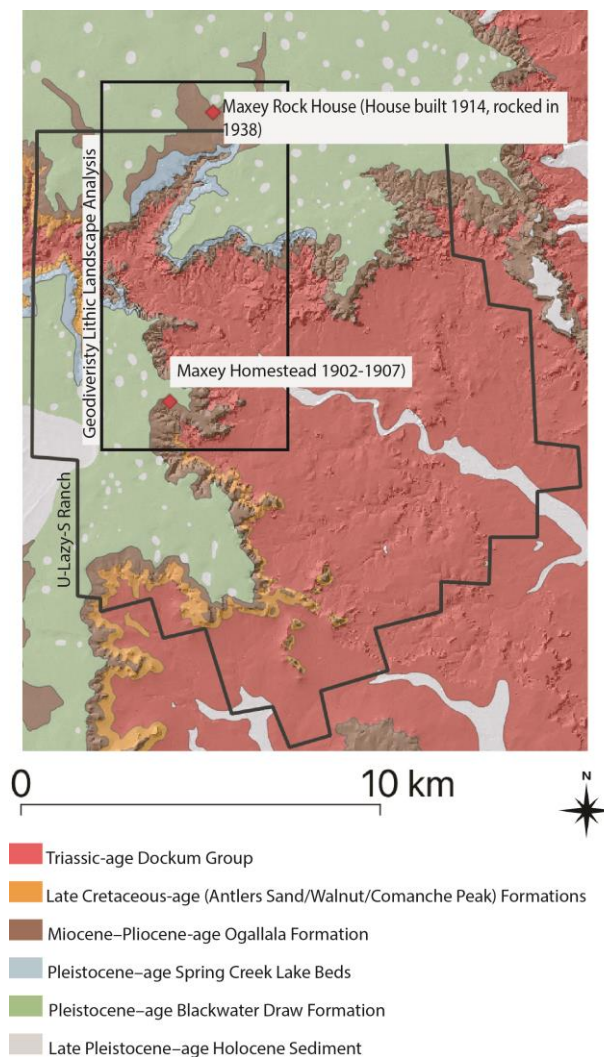 Maxey Rock House (House built 1914, rocked in
1938)
Geodiveristy Lithic Landscape Analysis
Maxey Homestead 1902-1907)
U-Lazy-S Ranch
0 10 km
N
Triassic-age Dockum Group
Late Cretaceous-age (Antlers Sand/Walnut/Comanche Peak) Formations
Miocene–Pliocene-age Ogallala Formation
Pleistocene–age Spring Creek Lake Beds
Pleistocene–age Blackwater Draw Formation
Late Pleistocene–age Holocene Sediment